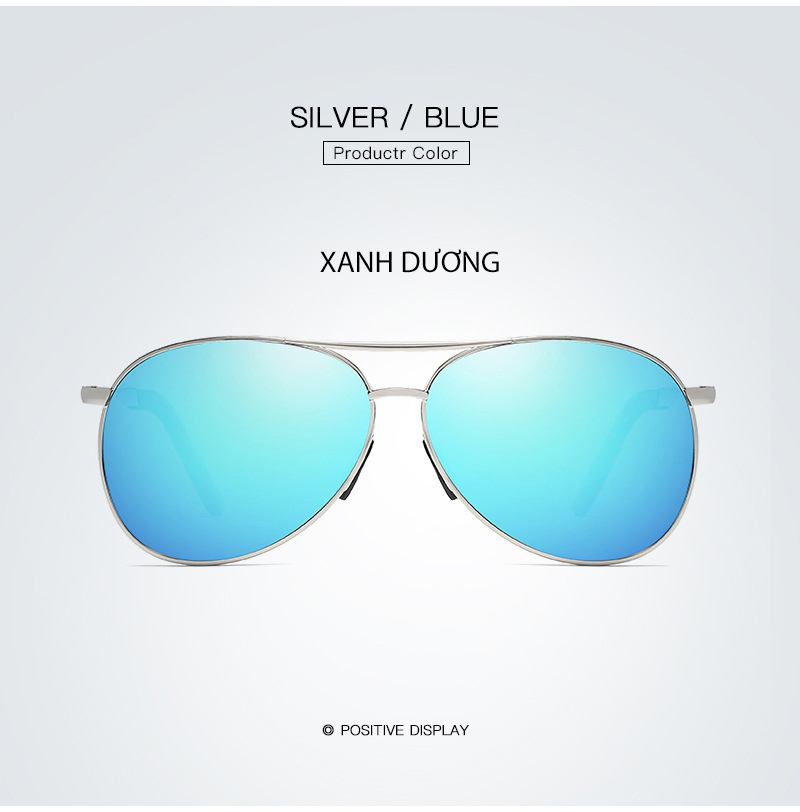 SILVER / BLUE
Productr Color
XANH DƯƠNG
◎ POSITIVE DISPLAY